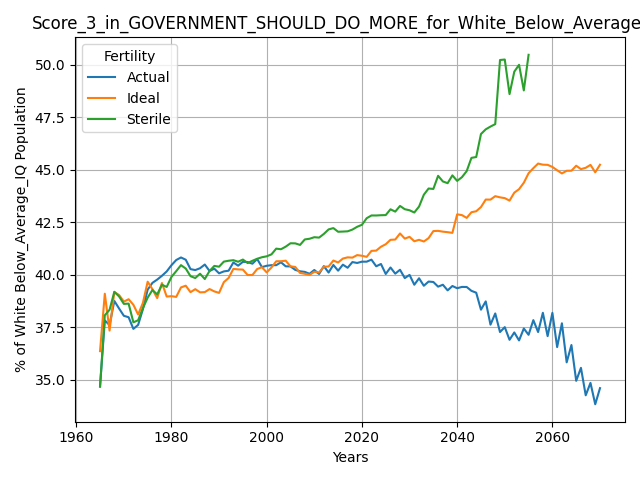 Score_3_in_GOVERNMENT_SHOULD_DO_MORE_for_White_Below_Average
Fertility
Actual
Ideal
Sterile
% of White Below_Average_IQ Population
50.0
47.5
45.0
42.5
40.0
37.5
35.0
1960
1980
2000
2020
2040
2060
Years